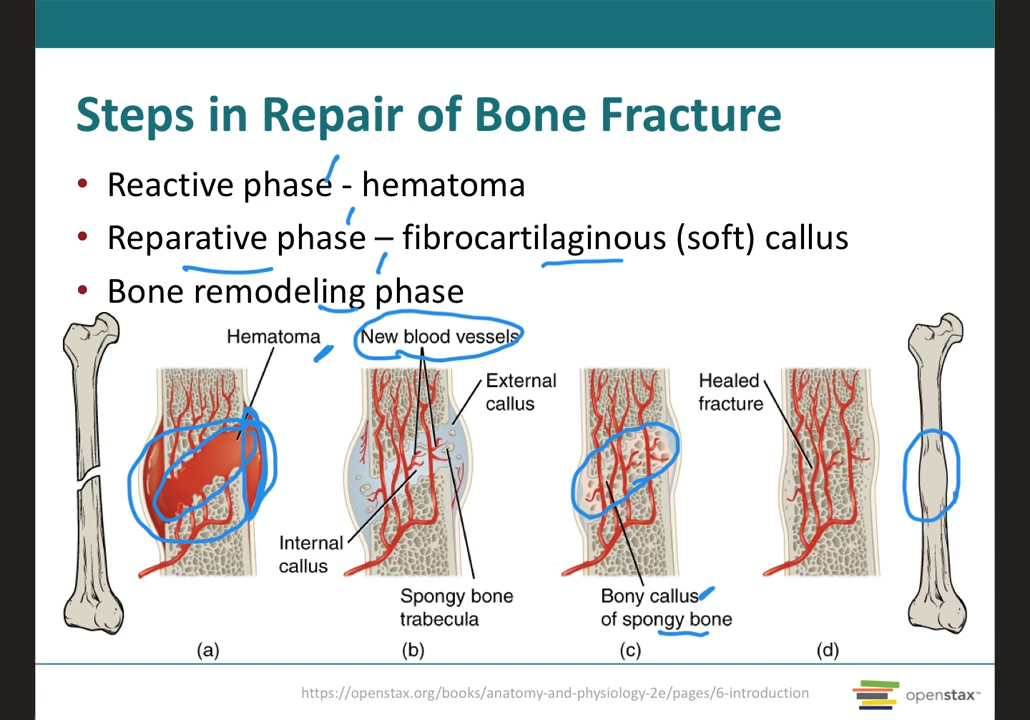 Steps in Repair of Bone Fracture
• Reactive phase - hematoma
• Reparative phase – fibrocartilaginous (soft) callus
• Bone remodeling phase
Hematoma
New blood vessels
External
callus
Healed
fracture
Internal
callus
Spongy bone
trabecula
Bony callus
of spongy bone
(a)
(b)
(c)
(d)
https://openstax.org/books/anatomy-and-physiology-2e/pages/6-introduction
openstax™